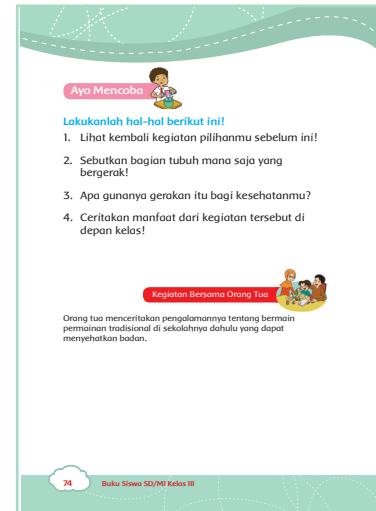 Ayo Mencoba
Lakukanlah hal-hal berikut ini!
1. Lihat kembali kegiatan pilihanmu sebelum ini!
2. Sebutkan bagian tubuh mana saja yang
bergerak!
3. Apa gunanya gerakan itu bagi kesehatanmu?
4. Ceritakan manfaat dari kegiatan tersebut di
depan kelas!
Kegiatan Bersama Orang Tua
Orang tua menceritakan pengalamannya tentang bermain
permainan tradisional di sekolahnya dahulu yang dapat
menyehatkan badan.
74 Buku Siswa SD/MI Kelas III